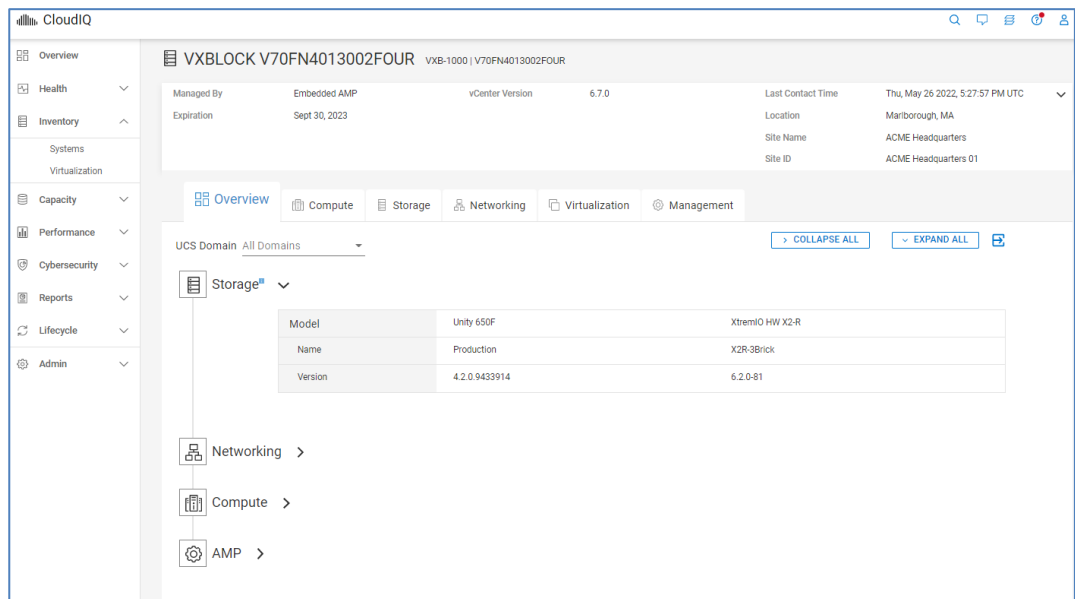 CloudIQ
Overview
Health
Inventory
Systems
Virtualization
Capacity
Performance
Cybersecurity
Reports
Lifecycle
Admin
VXBLOCK V70FN4013002FOUR VXB-1000 | V70FN4013002FOUR
Managed By Embedded AMP vCenter Version 6.7.0 Last Contact Time Thu, May 26 2022, 5:27:57 PM UTC
Expiration Sept 30, 2023 Location Marlborough, MA
Site Name ACME Headquarters
Site ID ACME Headquarters 01
Overview Compute Storage Networking Virtualization Management
UCS Domain All Domains COLLAPSE ALL EXPAND ALL
Storage
Model Unity 650F XtremIO HW X2-R
Name Production X2R-3Brick
Version 4.2.0.9433914 6.2.0-81
Networking
Compute
AMP